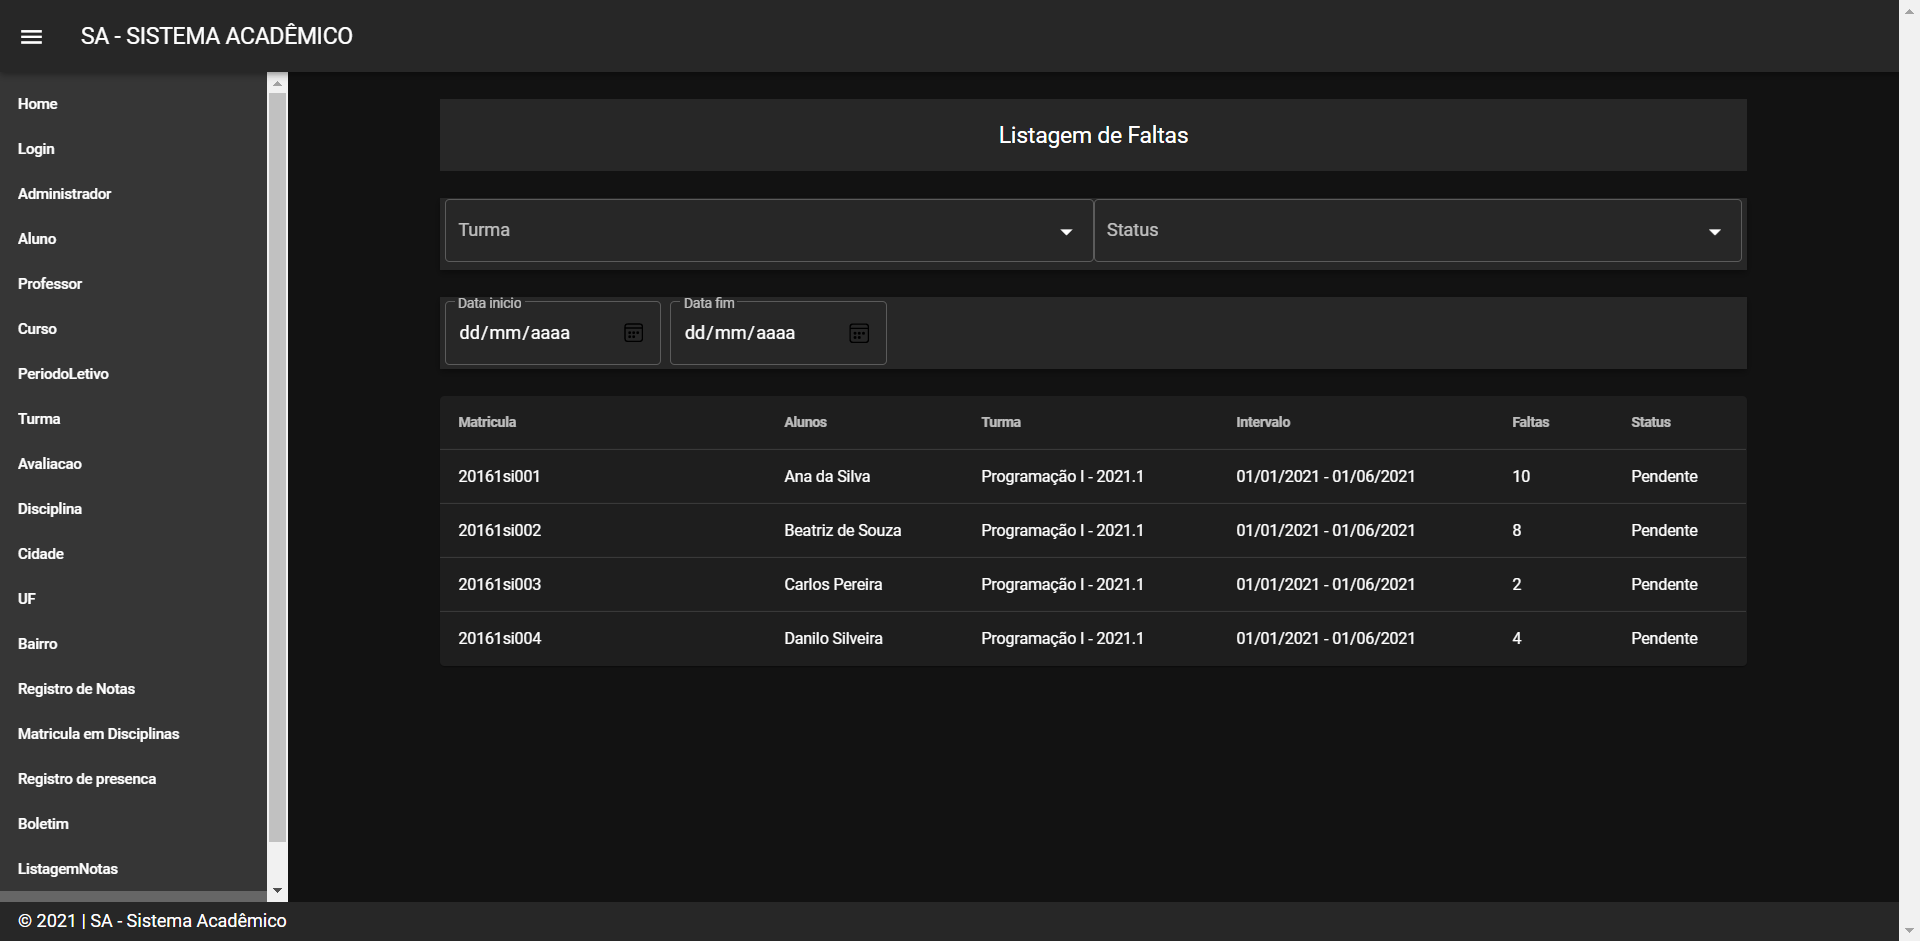 SA - SISTEMA ACADÊMICO
Home
Login
Administrador
Aluno
Professor
Curso
PeriodoLetivo
Turma
Avaliacao
Disciplina
Cidade
UF
Bairro
Registro de Notas
Matricula em Disciplinas
Registro de presenca
Boletim
ListagemNotas
Listagem de Faltas
Turma Status
Data inicio Data fim
dd/mm/aaaa dd/mm/aaaa
Matricula Alunos Turma Intervalo Faltas Status
20161si001 Ana da Silva Programação I - 2021.1 01/01/2021 - 01/06/2021 10 Pendente
20161si002 Beatriz de Souza Programação I - 2021.1 01/01/2021 - 01/06/2021 8 Pendente
20161si003 Carlos Pereira Programação I - 2021.1 01/01/2021 - 01/06/2021 2 Pendente
20161si004 Danilo Silveira Programação I - 2021.1 01/01/2021 - 01/06/2021 4 Pendente
© 2021 | SA - Sistema Acadêmico